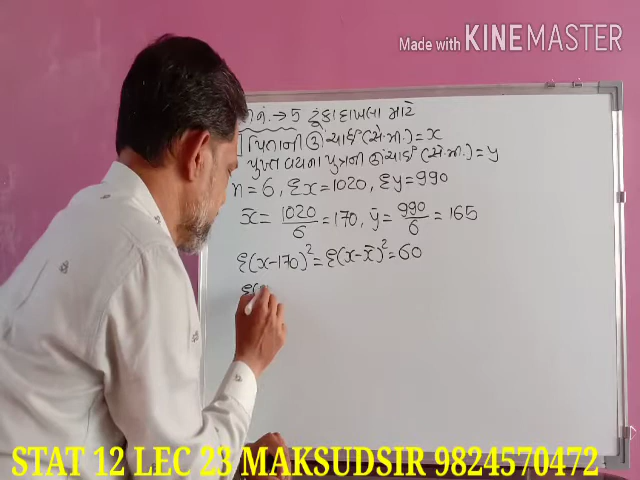 Made with KINEMASTER
નં. → 5 ટૂંકા દાખલા માટે
પિતાની ઊંચાઈ (સે.મી.) = x
પુખ્ત વયના પુત્રની ઊંચાઈ (સે.મી.) = y
n = 6, Σx = 1020, Σy = 990
x̄ = 1020/6 = 170, ȳ = 990/6 = 165
Σ(x-170)² = Σ(x-x̄)² = 60
Σ(
STAT 12 LEC 23 MAKSUDSIR 9824570472